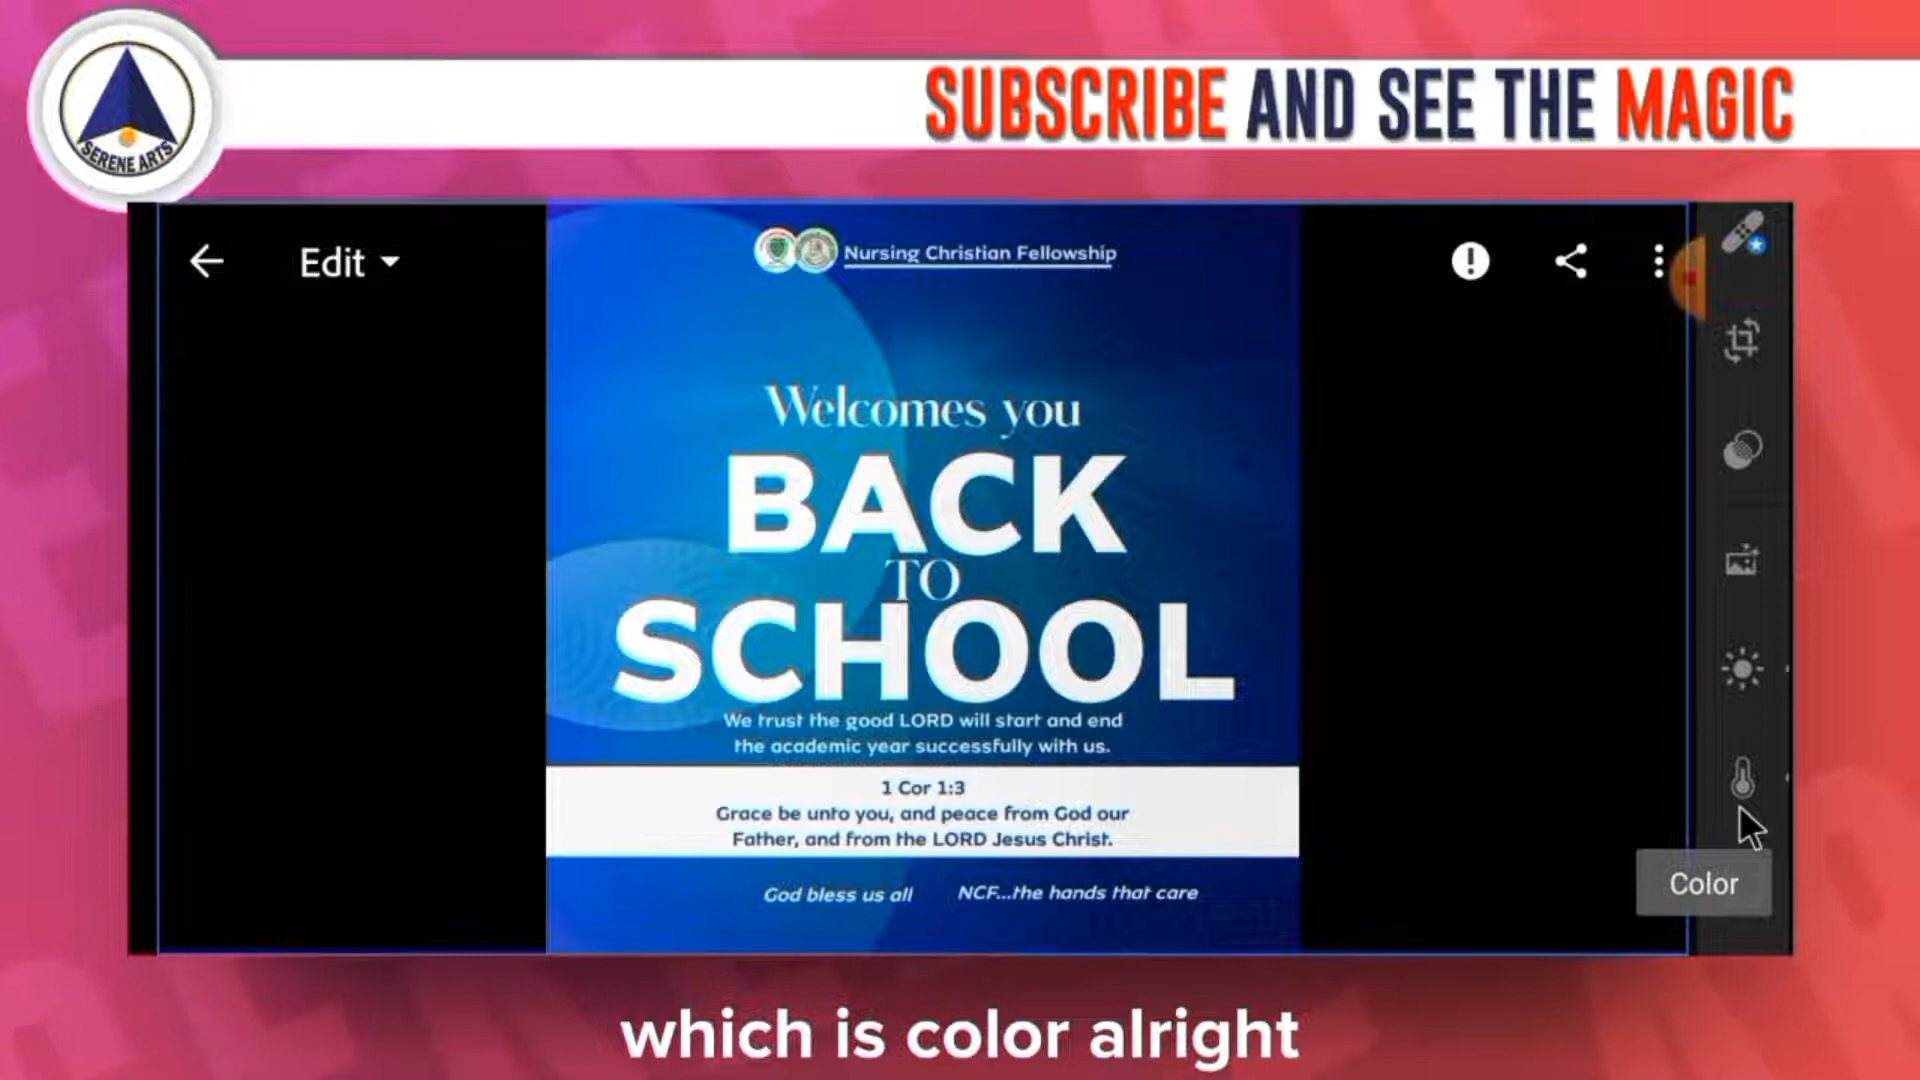 SERENE ARTS
SUBSCRIBE AND SEE THE MAGIC
Edit
Nursing Christian Fellowship
Welcomes you
BACK
TO
SCHOOL
We trust the good LORD will start and end
the academic year successfully with us.
1 Cor 1:3
Grace be unto you, and peace from God our
Father, and from the LORD Jesus Christ.
God bless us all NCF...the hands that care
Color
which is color alright